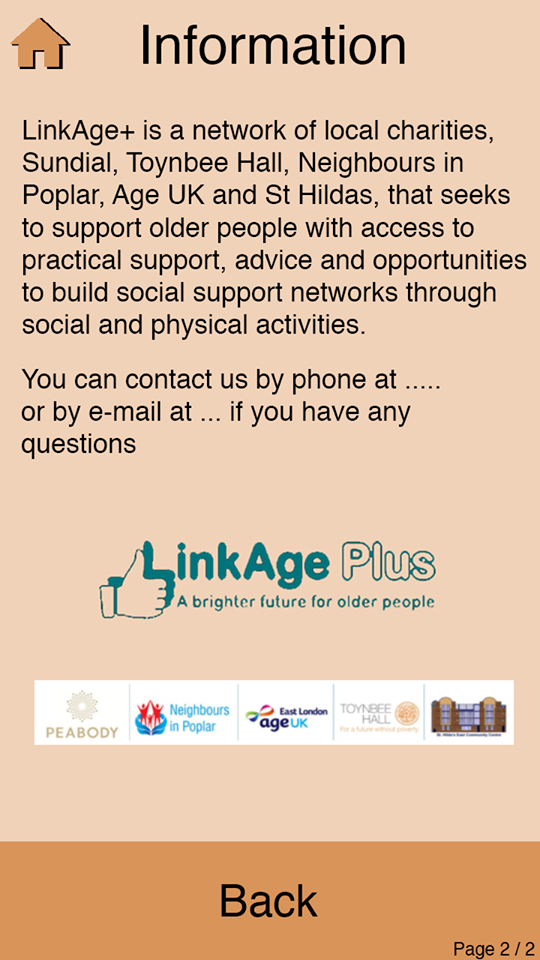 Information
LinkAge+ is a network of local charities,
Sundial, Toynbee Hall, Neighbours in
Poplar, Age UK and St Hildas, that seeks
to support older people with access to
practical support, advice and opportunities
to build social support networks through
social and physical activities.
You can contact us by phone at .....
or by e-mail at ... if you have any
questions
LinkAge Plus
A brighter future for older people
PEABODY
Neighbours
in Poplar
East London
age UK
TOYNBEE
HALL
For a future without poverty
St. Hilda's East Community Centre
Back
Page 2 / 2